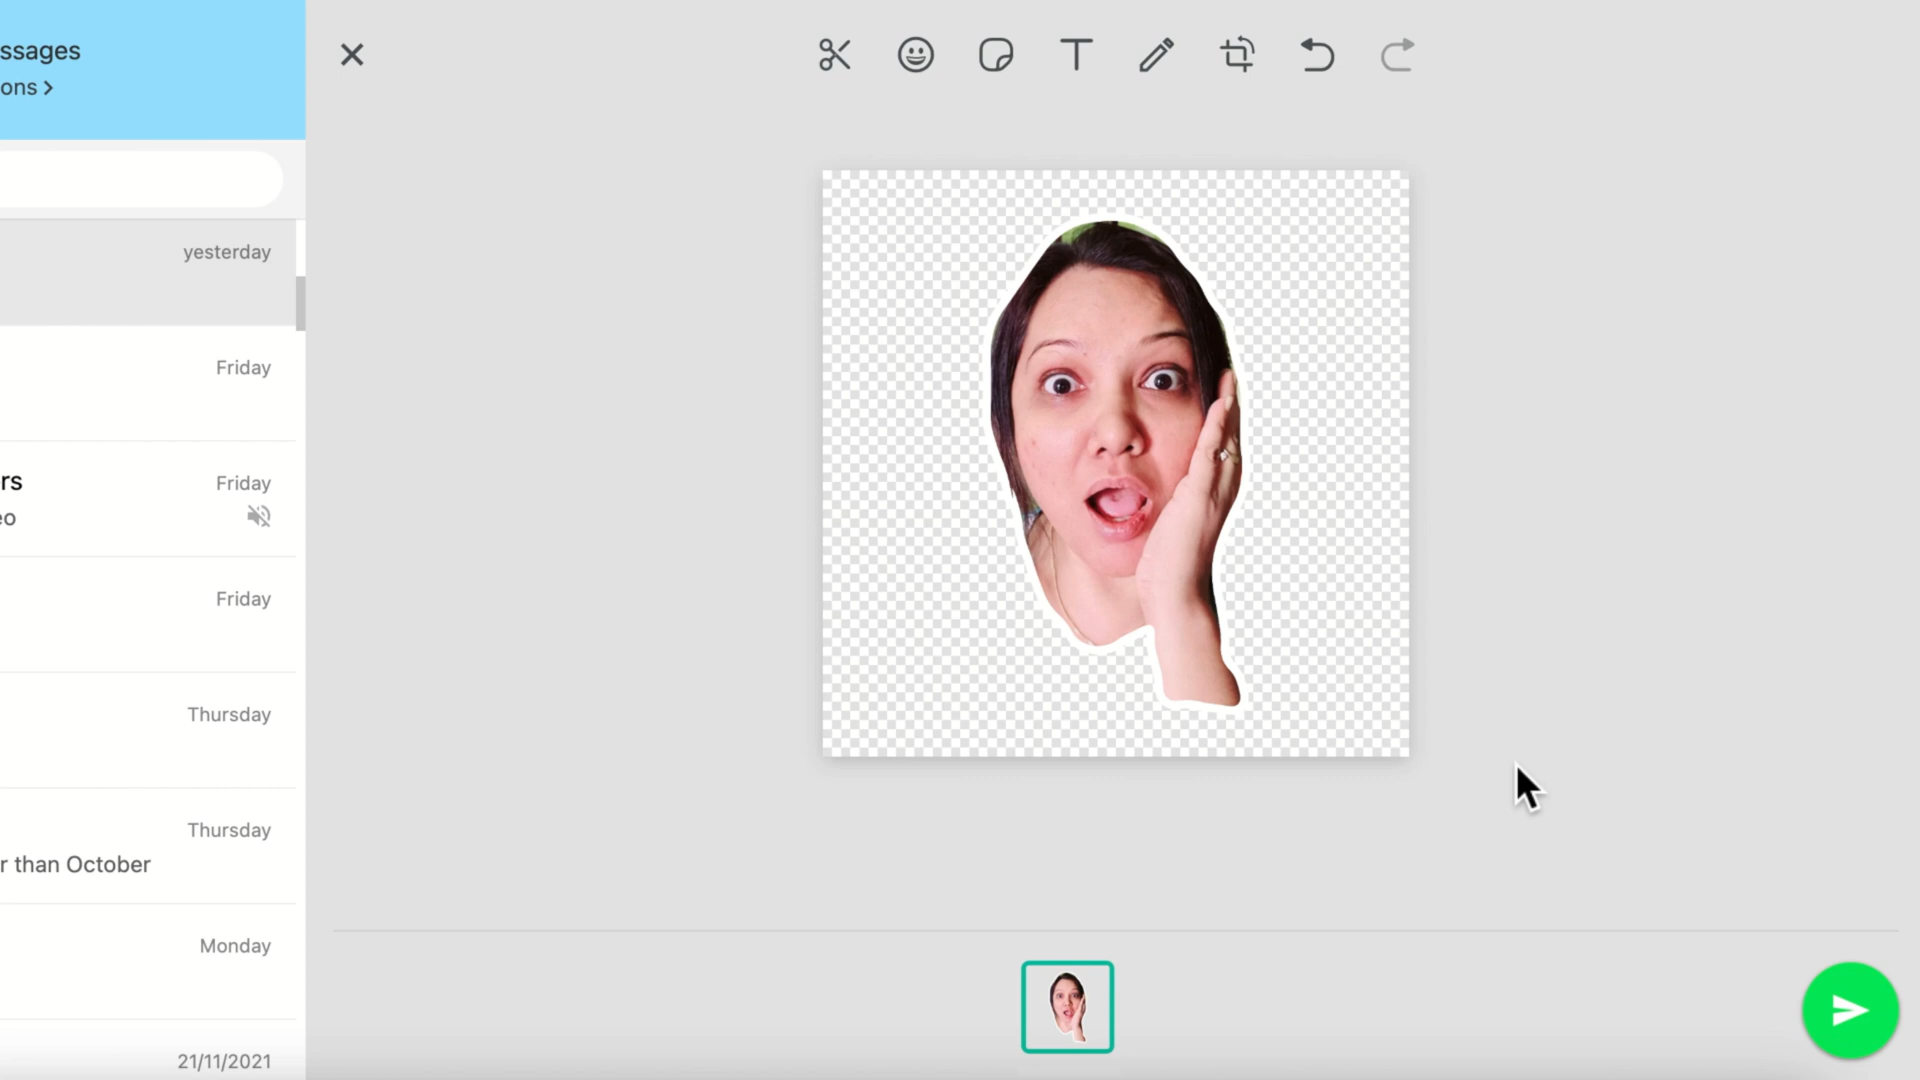 ssages
ons >
yesterday
Friday
rs
Friday
eo
Friday
Thursday
Thursday
r than October
Monday
21/11/2021